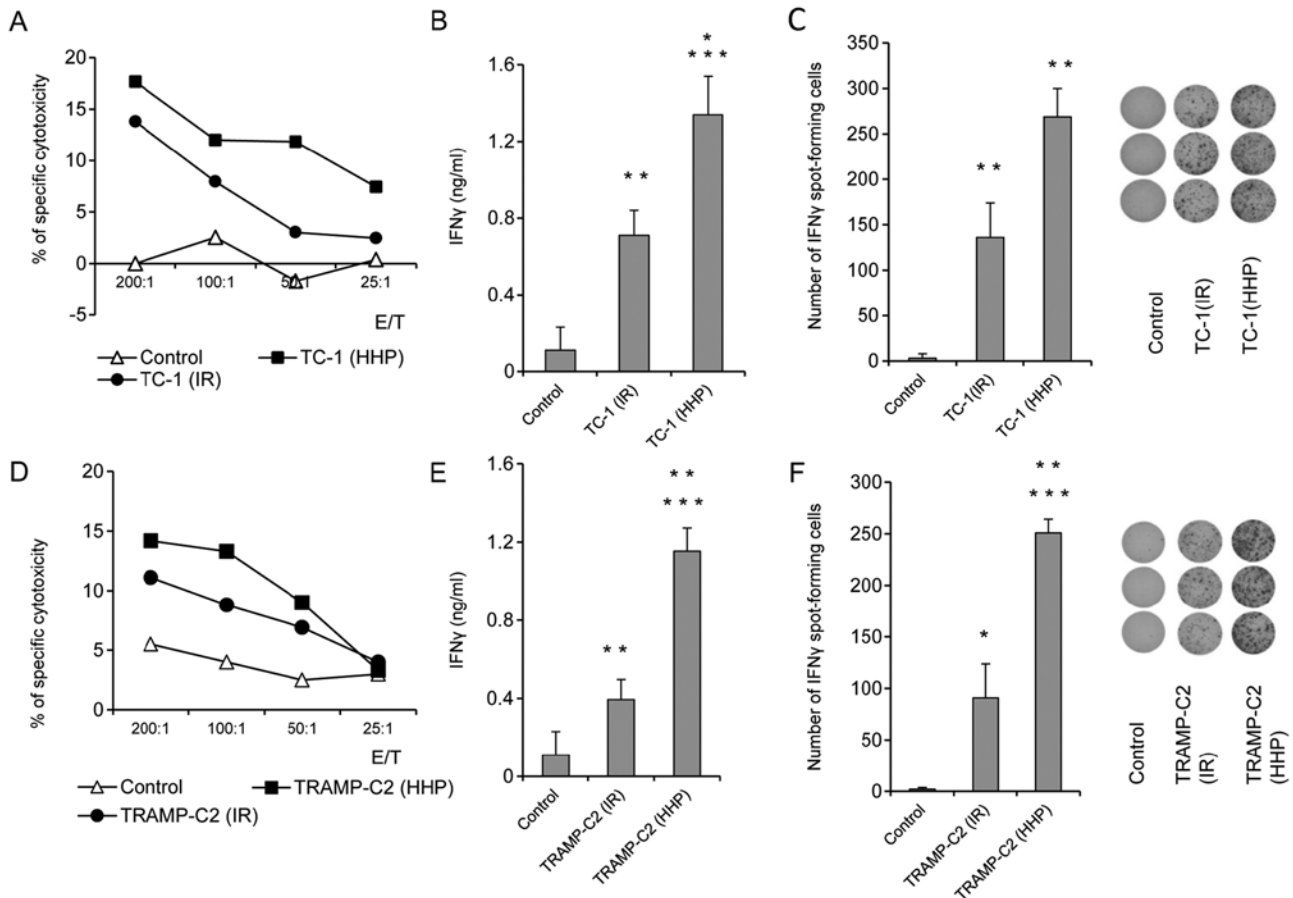 A
% of specific cytotoxicity
20
15
10
5
0
-5
200:1
100:1
25:1
E/T
Control
TC-1 (HHP)
TC-1 (IR)
B
IFNγ (ng/ml)
1.6
1.2
0.8
0.4
0
* *
*
* * *
Control
TC-1 (IR)
TC-1 (HHP)
C
Number of IFNγ spot-forming cells
350
300
250
200
150
100
50
0
* *
* *
Control
TC-1(IR)
TC-1 (HHP)
Control
TC-1(IR)
TC-1(HHP)
D
% of specific cytotoxicity
20
15
10
5
0
200:1
100:1
50:1
25:1
E/T
Control
TRAMP-C2 (HHP)
TRAMP-C2 (IR)
E
IFNγ (ng/ml)
1.6
1.2
0.8
0.4
0
* *
* *
* * *
Control
TRAMP-C2 (IR)
TRAMP-C2 (HHP)
F
Number of IFNγ spot-forming cells
300
250
200
150
100
50
0
*
* *
* * *
Control
TRAMP-C2 (IR)
TRAMP-C2 (HHP)
Control
TRAMP-C2
(IR)
TRAMP-C2
(HHP)